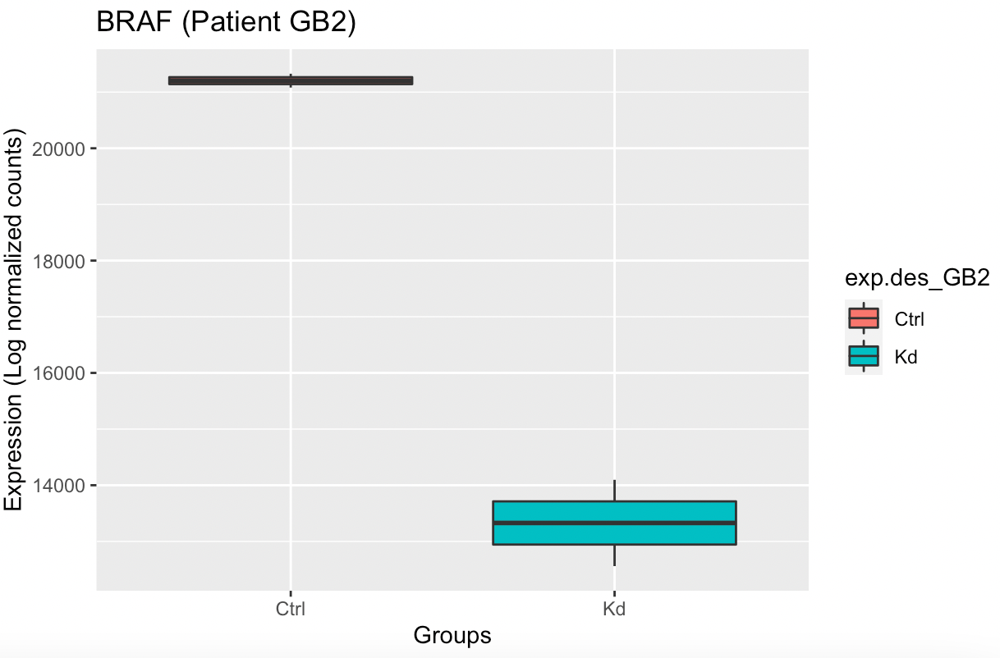 BRAF (Patient GB2)
Expression (Log normalized counts)
20000
18000
16000
14000
Ctrl
Kd
Groups
exp.des_GB2
Ctrl
Kd